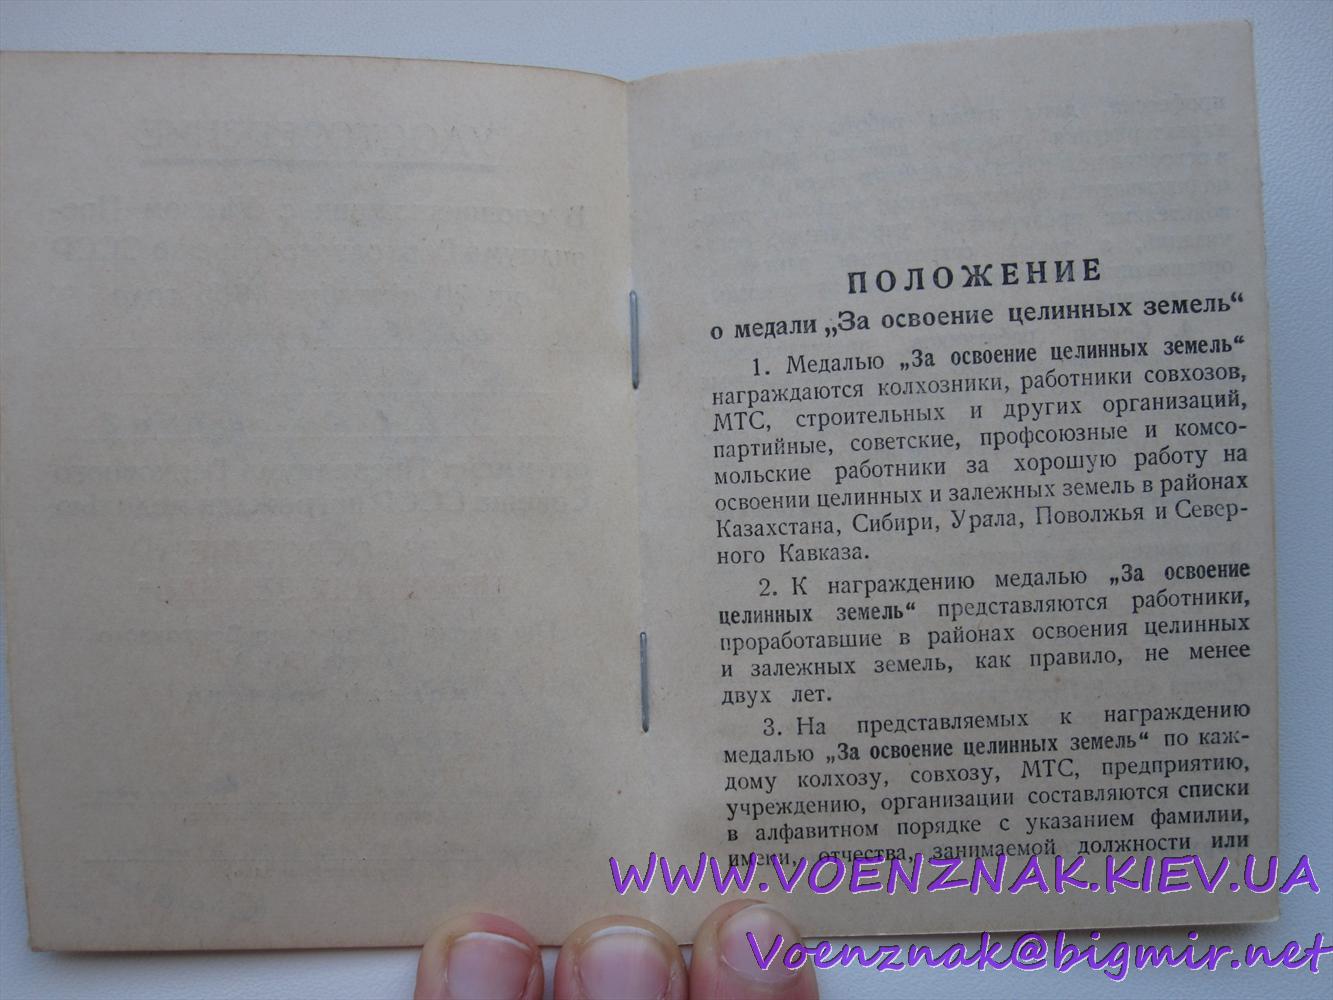 ПОЛОЖЕНИЕ
о медали „За освоение целинных земель“
1. Медалью „За освоение целинных земель“
награждаются колхозники, работники совхозов,
МТС, строительных и других организаций,
партийные, советские, профсоюзные и комсо-
мольские работники за хорошую работу на
освоении целинных и залежных земель в районах
Казахстана, Сибири, Урала, Поволжья и Север-
ного Кавказа.
2. К награждению медалью „За освоение
целинных земель“ представляются работники,
проработавшие в районах освоения целинных
и залежных земель, как правило, не менее
двух лет.
3. На представляемых к награждению
медалью „За освоение целинных земель“ по каж-
дому колхозу, совхозу, МТС, предприятию,
учреждению, организации составляются списки
в алфавитном порядке с указанием фамилии,
имени, отчества, занимаемой должности или
WWW.VOENZNAK.KIEV.UA
Voenznak@bigmir.net